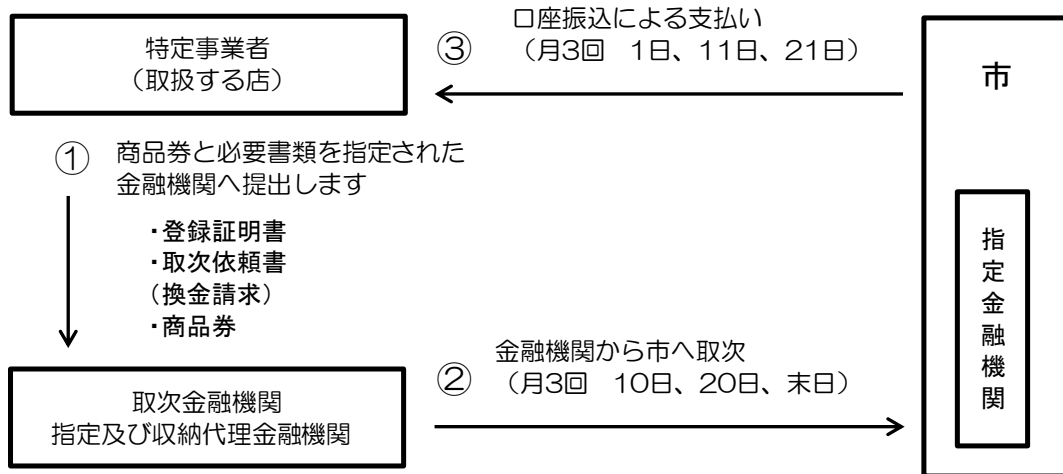 特定事業者
（取扱する店）
③
口座振込による支払い
（月3回　1日、11日、21日）
市
①
商品券と必要書類を指定された
金融機関へ提出します
・登録証明書
・取次依頼書
（換金請求）
・商品券
指定金融機関
取次金融機関
指定及び収納代理金融機関
②
金融機関から市へ取次
（月3回　10日、20日、末日）